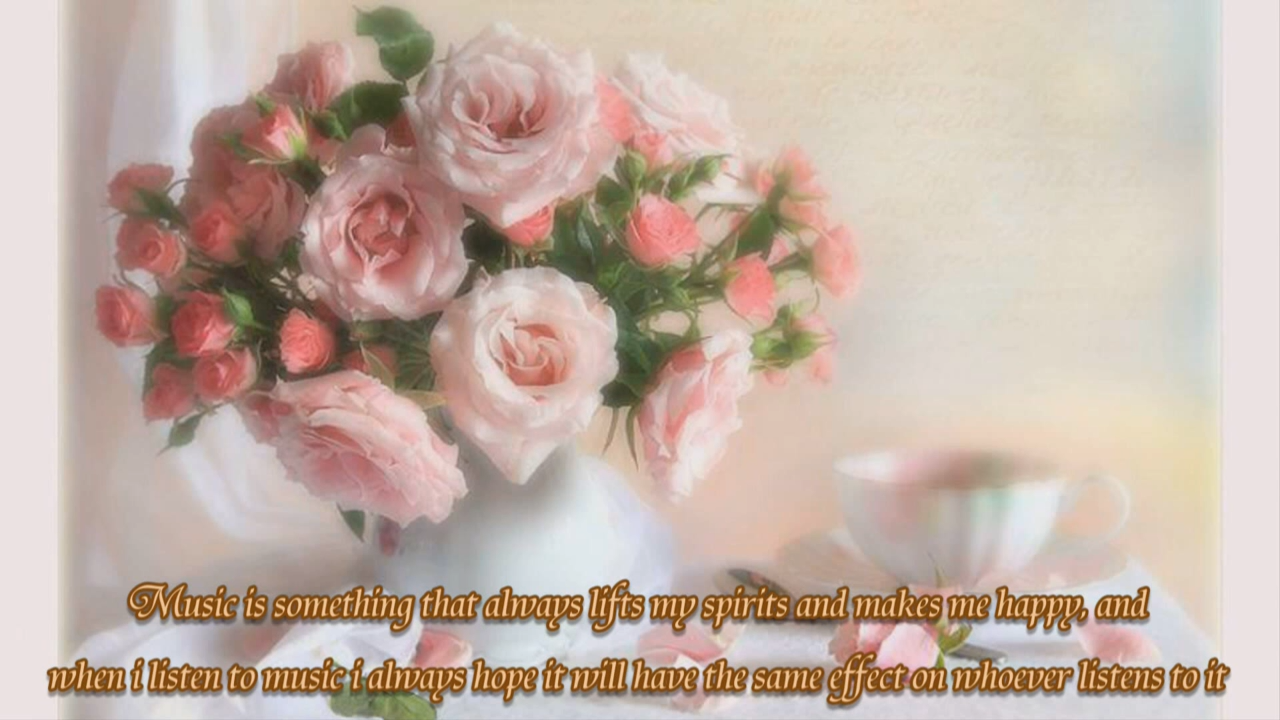 Music is something that always lifts my spirits and makes me happy, and
when i listen to music i always hope it will have the same effect on whoever listens to it